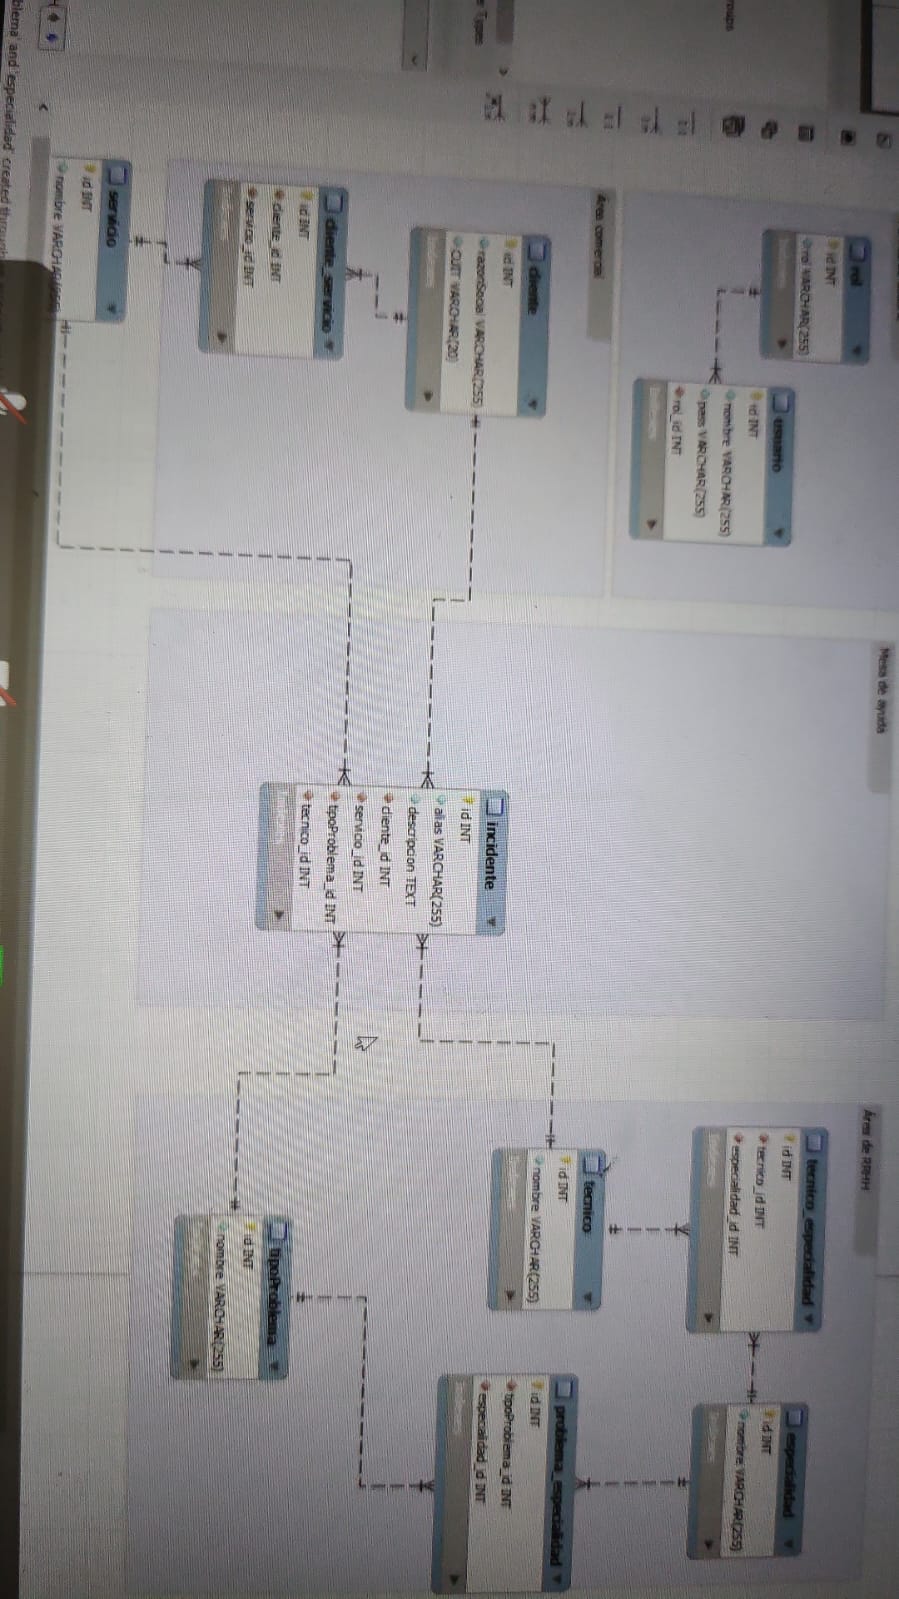 rol
id INT
rol VARCHAR(255)
Indexes
usuario
id INT
nombre VARCHAR(255)
pass VARCHAR(255)
rol_id INT
Indexes
Área comercial
cliente
id INT
razonSocial VARCHAR(255)
CUIT VARCHAR(20)
Indexes
cliente_servicio
id INT
cliente_id INT
servicio_id INT
Indexes
servicio
id INT
nombre VARCHAR(255)
Mesa de ayuda
incidente
id INT
alias VARCHAR(255)
descripcion TEXT
cliente_id INT
servicio_id INT
tipoProblema_id INT
tecnico_id INT
Indexes
Área de RRHH
tecnico_especialidad
id INT
tecnico_id INT
especialidad_id INT
Indexes
especialidad
id INT
nombre VARCHAR(255)
Indexes
tecnico
id INT
nombre VARCHAR(255)
Indexes
problema_especialidad
id INT
tipoProblema_id INT
especialidad_id INT
Indexes
tipoProblema
id INT
nombre VARCHAR(255)
Indexes
Types
blema' and 'especialidad' created through